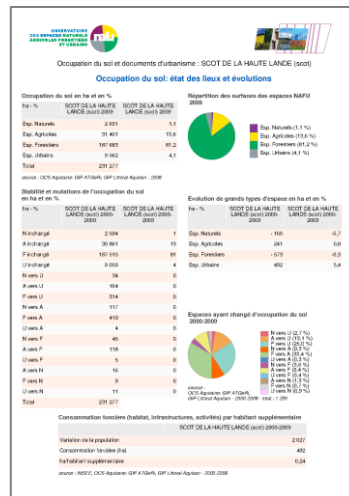 OBSERVATOIRE
DES ESPACES NATURELS
AGRICOLES FORESTIERS
ET URBAINS
nafu
Occupation du sol et documents d'urbanisme : SCOT DE LA HAUTE LANDE (scot)
Occupation du sol: état des lieux et évolutions
Occupation du sol en ha et en %
ha - % SCOT DE LA HAUTE LANDE (scot) 2009 SCOT DE LA HAUTE LANDE (scot) 2009
Esp. Naturels 2 631 1,1
Esp. Agricoles 31 401 13,6
Esp. Forestiers 187 683 81,2
Esp. Urbains 9 562 4,1
Total 231 277
source : OCS Aquitaine; GIP ATGeRi, GIP Littoral Aquitain - 2009
Répartition des surfaces des espaces NAFU
2009
Esp. Naturels (1,1 %)
Esp. Agricoles (13,6 %)
Esp. Forestiers (81,2 %)
Esp. Urbains (4,1 %)
Stabilité et mutations de l'occupation du sol
en ha et en %
ha - % SCOT DE LA HAUTE LANDE (scot) 2000-2009 SCOT DE LA HAUTE LANDE (scot) 2000-2009
N inchangé 2 584 1
A inchangé 30 861 13
F inchangé 187 515 81
U inchangé 4
N vers U 34 0
A vers U 164 0
F vers U 314 0
N vers A 117 0
F vers A 410 0
U vers A 4 0
N vers F 45 0
A vers F 118 0
U vers F 5 0
A vers N 16 0
F vers N 9 0
U vers N 11 0
Total 231 277
Évolution de grands types d'espace en ha et en %
ha - % SCOT DE LA HAUTE LANDE (scot) 2000-2009 SCOT DE LA HAUTE LANDE (scot) 2000-2009
Esp. Naturels - 160 -5,7
Esp. Agricoles 241 0,8
Esp. Forestiers - 573 -0,3
Esp. Urbains 492 5,4
Espaces ayant changé d'occupation du sol
2000-2009
N vers U (2,7 %)
A vers U (13,1 %)
F vers U (25,0 %)
N vers A (9,3 %)
F vers A (33,4 %)
U vers A (0,3 %)
N vers F (3,6 %)
A vers F (9,4 %)
U vers F (0,4 %)
A vers N (1,3 %)
F vers N (0,7 %)
U vers N (0,9 %)
source :
OCS Aquitaine; GIP ATGeRi,
GIP Littoral Aquitain - 2000-2009 - total : 1 255
Consommation foncière (habitat, infrastructures, activités) par habitant supplémentaire
SCOT DE LA HAUTE LANDE (scot) 2000-2009
Variation de la population 2 027
Consommation foncière (ha) 492
ha/habitant supplémentaire 0,24
source : INSEE, OCS Aquitaine; GIP ATGeRi, GIP Littoral Aquitain - 2000-2009